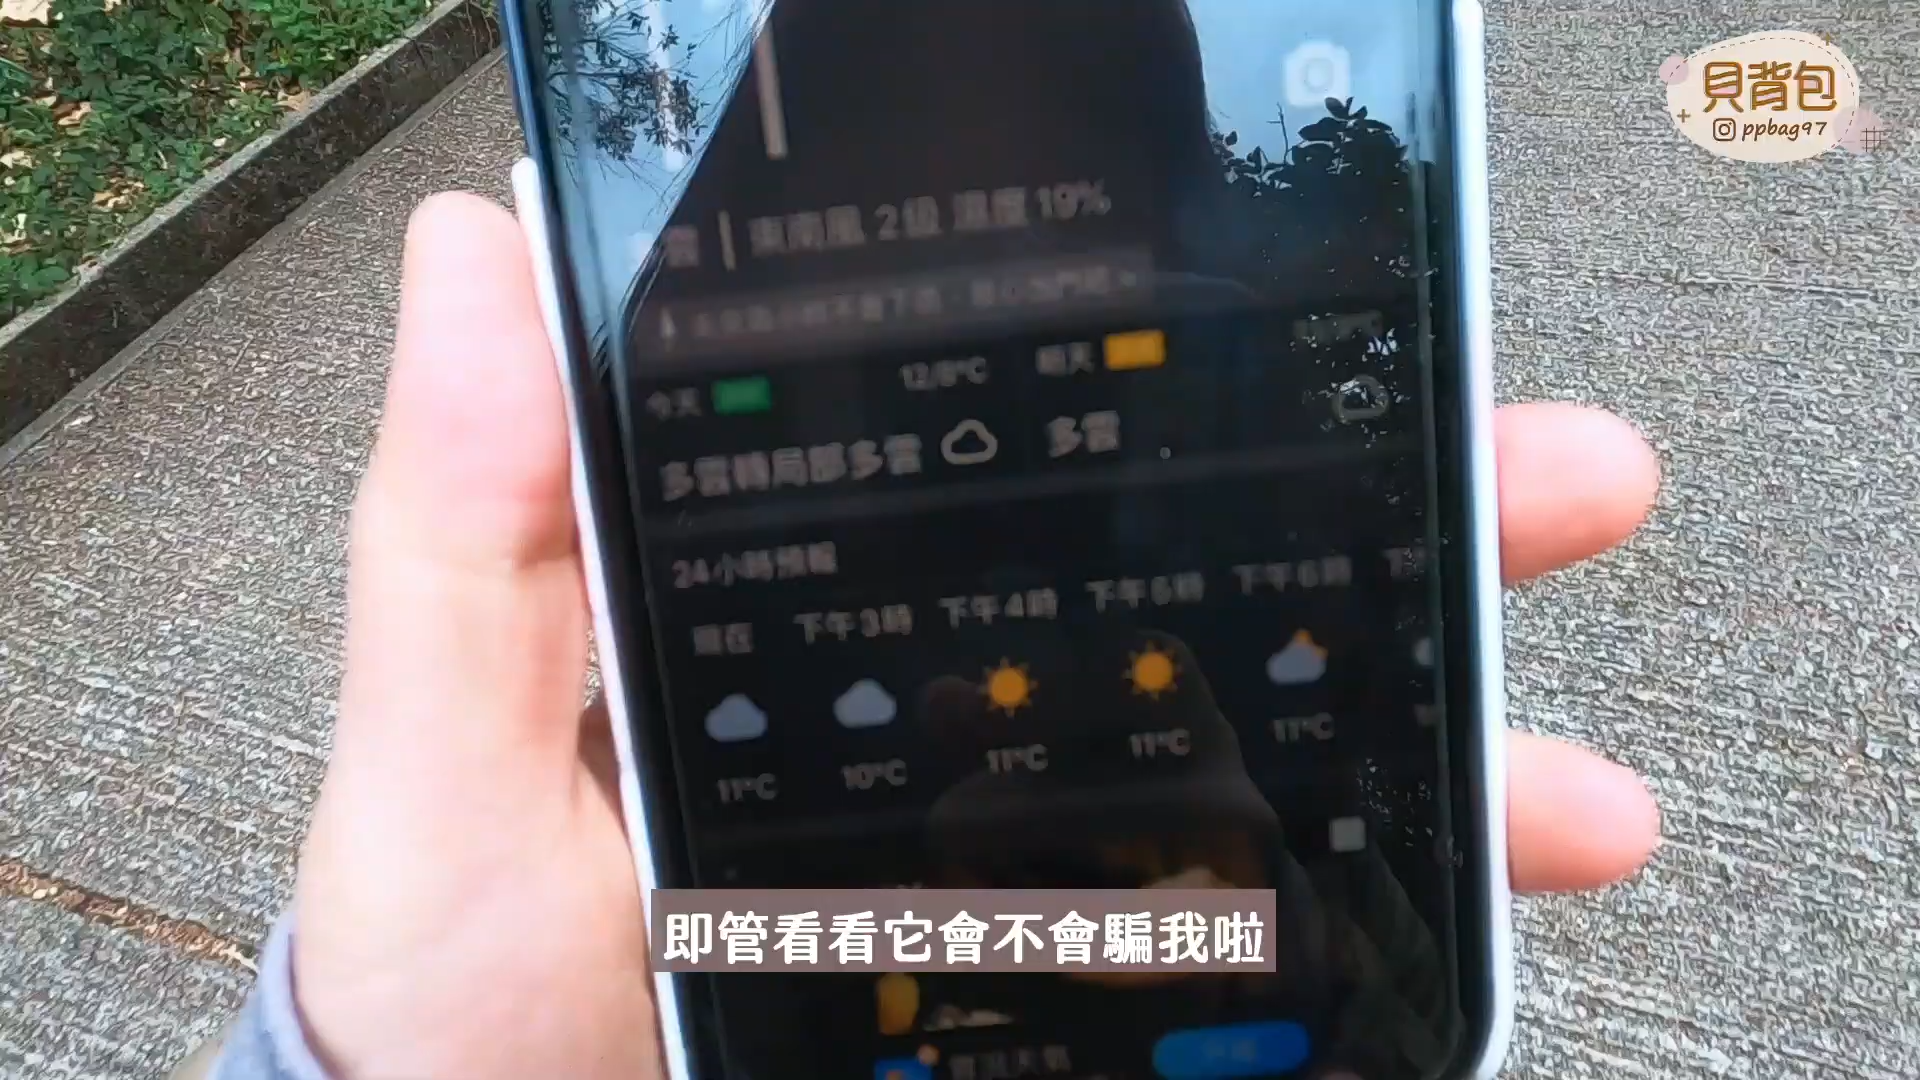 貝背包
ppbag97
東南風 2級 濕度 19%
今天
12/8°C
明天
多雲轉局部多雲
多雲
24小時預報
現在
下午3時
下午4時
下午5時
下午6時
11°C
10°C
11°C
11°C
11°C
即管看看它會不會騙我啦